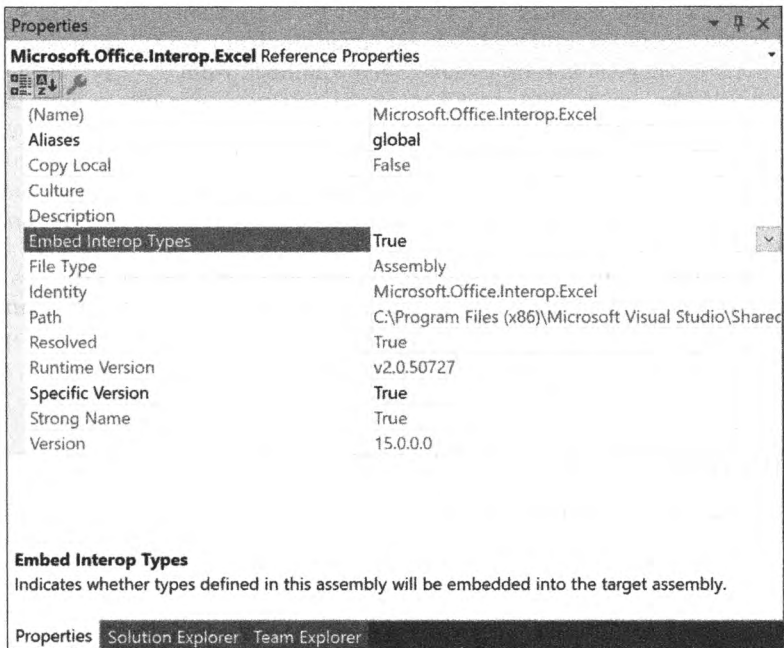 Properties
Microsoft.Office.Interop.Excel Reference Properties
(Name) Microsoft.Office.Interop.Excel
Aliases global
Copy Local False
Culture
Description
Embed Interop Types True
File Type Assembly
Identity Microsoft.Office.Interop.Excel
Path C:\Program Files (x86)\Microsoft Visual Studio\Shared
Resolved True
Runtime Version v2.0.50727
Specific Version True
Strong Name True
Version 15.0.0.0
Embed Interop Types
Indicates whether types defined in this assembly will be embedded into the target assembly.
Properties Solution Explorer Team Explorer